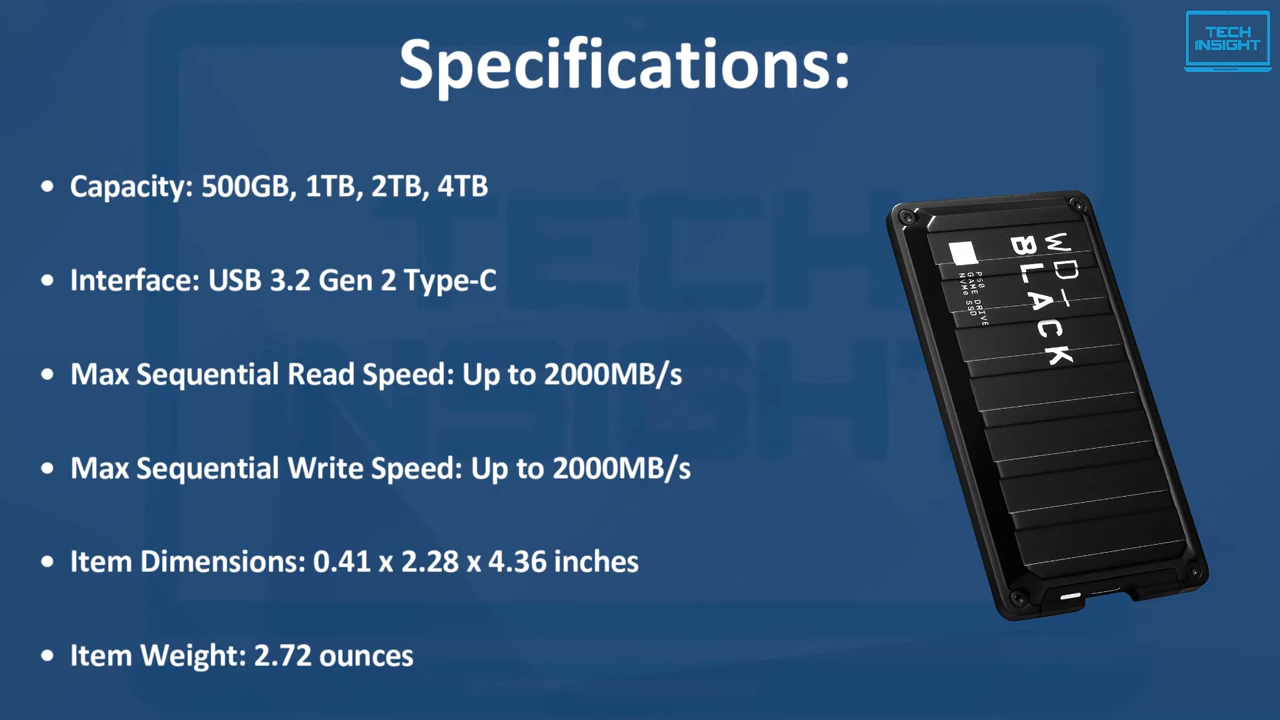 TECH
INSIGHT
Specifications:
• Capacity: 500GB, 1TB, 2TB, 4TB
• Interface: USB 3.2 Gen 2 Type-C
• Max Sequential Read Speed: Up to 2000MB/s
• Max Sequential Write Speed: Up to 2000MB/s
• Item Dimensions: 0.41 x 2.28 x 4.36 inches
• Item Weight: 2.72 ounces
WD_
BLACK
P50
GAME DRIVE
NVMe SSD
TECH
INSIGHT